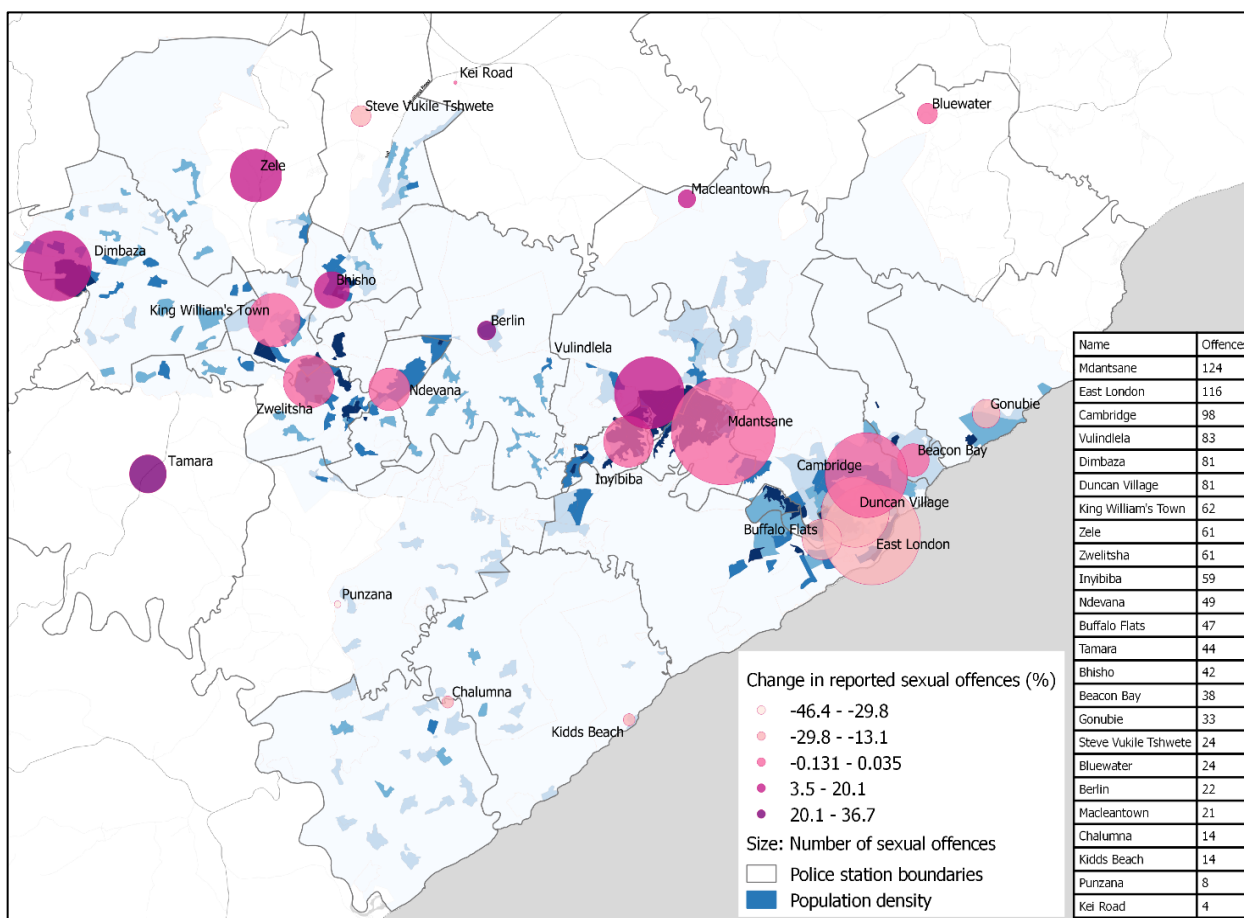 Kei Road
Steve Vukile Tshwete
Bluewater
Zele
Macleantown
Dimbaza
Bhisho
King William's Town
Berlin
Vulindlela
Ndevana
Zwelitsha
Gonubie
Mdantsane
Tamara
Beacon Bay
Cambridge
Inyibiba
Duncan Village
Buffalo Flats
East London
Punzana
Chalumna
Kidds Beach
Change in reported sexual offences (%)
-46.4 - -29.8
-29.8 - -13.1
-0.131 - 0.035
3.5 - 20.1
20.1 - 36.7
Size: Number of sexual offences
Police station boundaries
Population density
Name Offences
Mdantsane 124
East London 116
Cambridge 98
Vulindlela 83
Dimbaza 81
Duncan Village 81
King William's Town 62
Zele 61
Zwelitsha 61
Inyibiba 59
Ndevana 49
Buffalo Flats 47
Tamara 44
Bhisho 42
Beacon Bay 38
Gonubie 33
Steve Vukile Tshwete 24
Bluewater 24
Berlin 22
Macleantown 21
Chalumna 14
Kidds Beach 14
Punzana 8
Kei Road 4